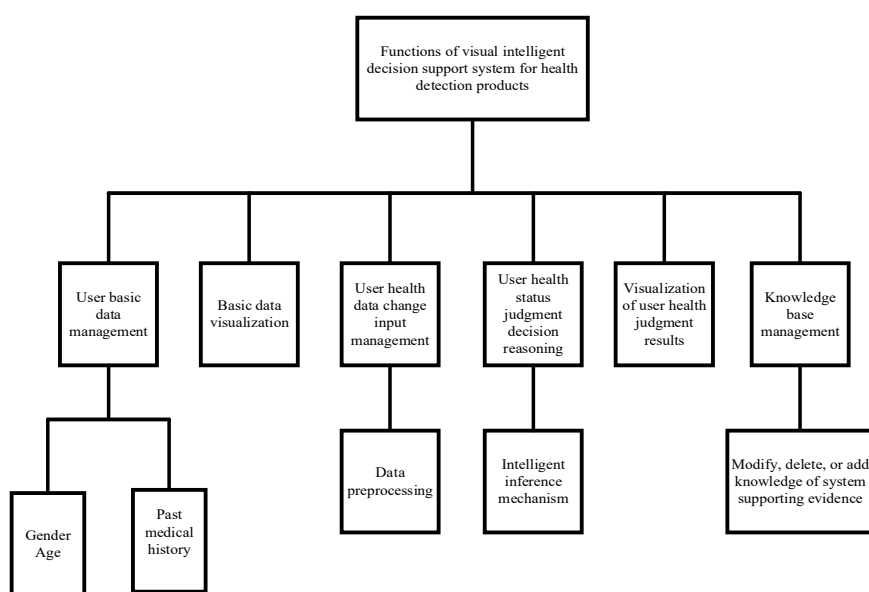 Functions of visual intelligent
decision support system for health
detection products
User basic
data
management
Basic data
visualization
User health
data change
input
management
User health
status
judgment
decision
reasoning
Visualization
of user health
judgment
results
Knowledge
base
management
Gender
Age
Past
medical
history
Data
preprocessing
Intelligent
inference
mechanism
Modify, delete, or add
knowledge of system
supporting evidence